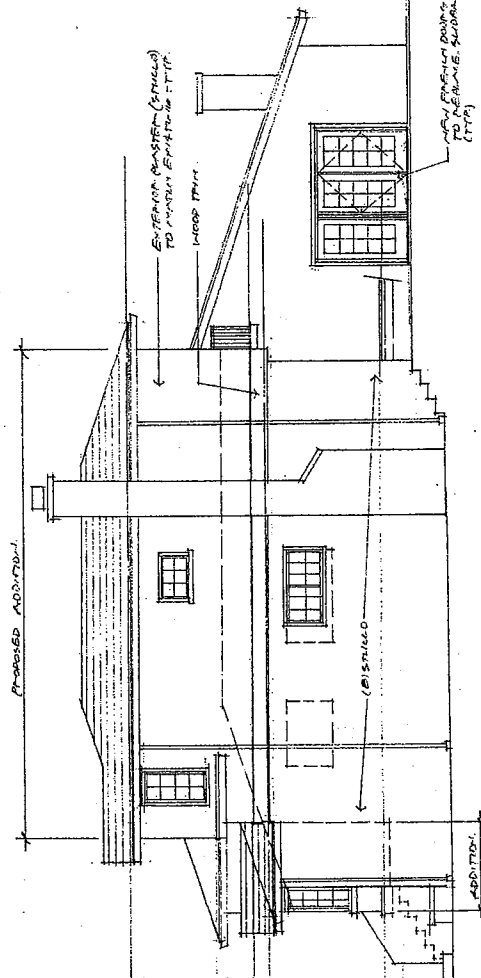 PROPOSED ADDITION.
EXTERIOR PLASTER (STUCCO)
TO MATCH EXISTING - TYP.
WOOD TRIM.
NEW FRENCH DOORS
TO REPLACE SLIDER
(TYP.)
(E) STUCCO
ADDITION.